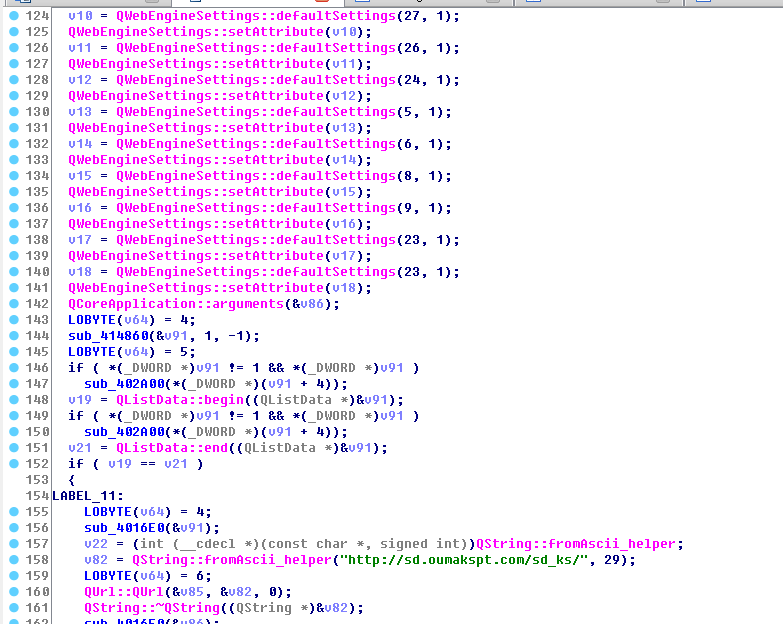 124 v10 = QWebEngineSettings::defaultSettings(27, 1);
125 QWebEngineSettings::setAttribute(v10);
126 v11 = QWebEngineSettings::defaultSettings(26, 1);
127 QWebEngineSettings::setAttribute(v11);
128 v12 = QWebEngineSettings::defaultSettings(24, 1);
129 QWebEngineSettings::setAttribute(v12);
130 v13 = QWebEngineSettings::defaultSettings(5, 1);
131 QWebEngineSettings::setAttribute(v13);
132 v14 = QWebEngineSettings::defaultSettings(6, 1);
133 QWebEngineSettings::setAttribute(v14);
134 v15 = QWebEngineSettings::defaultSettings(8, 1);
135 QWebEngineSettings::setAttribute(v15);
136 v16 = QWebEngineSettings::defaultSettings(9, 1);
137 QWebEngineSettings::setAttribute(v16);
138 v17 = QWebEngineSettings::defaultSettings(23, 1);
139 QWebEngineSettings::setAttribute(v17);
140 v18 = QWebEngineSettings::defaultSettings(23, 1);
141 QWebEngineSettings::setAttribute(v18);
142 QCoreApplication::arguments(&v86);
143 LOBYTE(v64) = 4;
144 sub_414860(&v91, 1, -1);
145 LOBYTE(v64) = 5;
146 if ( *(_DWORD *)v91 != 1 && *(_DWORD *)v91 )
147 sub_402A00(*(_DWORD *)(v91 + 4));
148 v19 = QListData::begin((QListData *)&v91);
149 if ( *(_DWORD *)v91 != 1 && *(_DWORD *)v91 )
150 sub_402A00(*(_DWORD *)(v91 + 4));
151 v21 = QListData::end((QListData *)&v91);
152 if ( v19 == v21 )
153 {
154 LABEL_11:
155 LOBYTE(v64) = 4;
156 sub_4016E0(&v91);
157 v22 = (int (__cdecl *)(const char *, signed int))QString::fromAscii_helper;
158 v82 = QString::fromAscii_helper("http://sd.oumakspt.com/sd_ks/", 29);
159 LOBYTE(v64) = 6;
160 QUrl::QUrl(&v85, &v82, 0);
161 QString::~QString((QString *)&v82);
162 sub_4016E0(&v86);